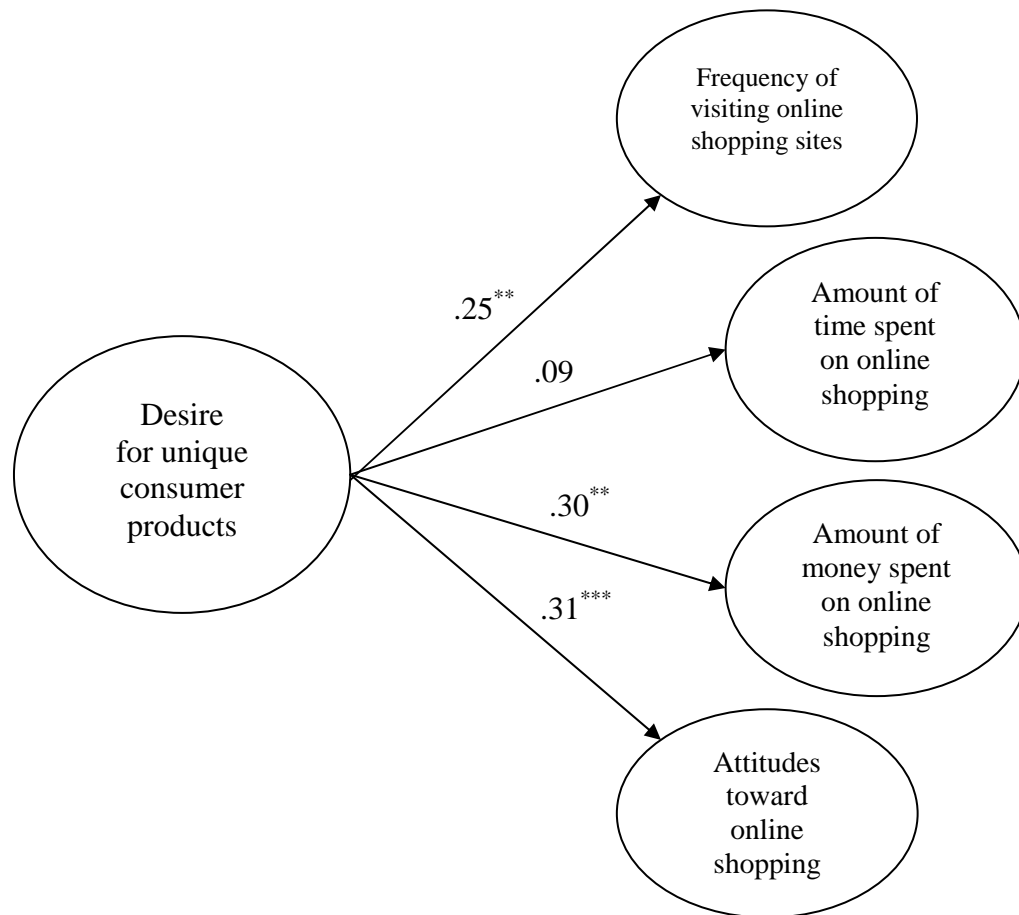 Frequency of
visiting online
shopping sites
.25**
Amount of
time spent
on online
shopping
.09
Desire
for unique
consumer
products
.30**
Amount of
money spent
on online
shopping
.31***
Attitudes
toward
online
shopping